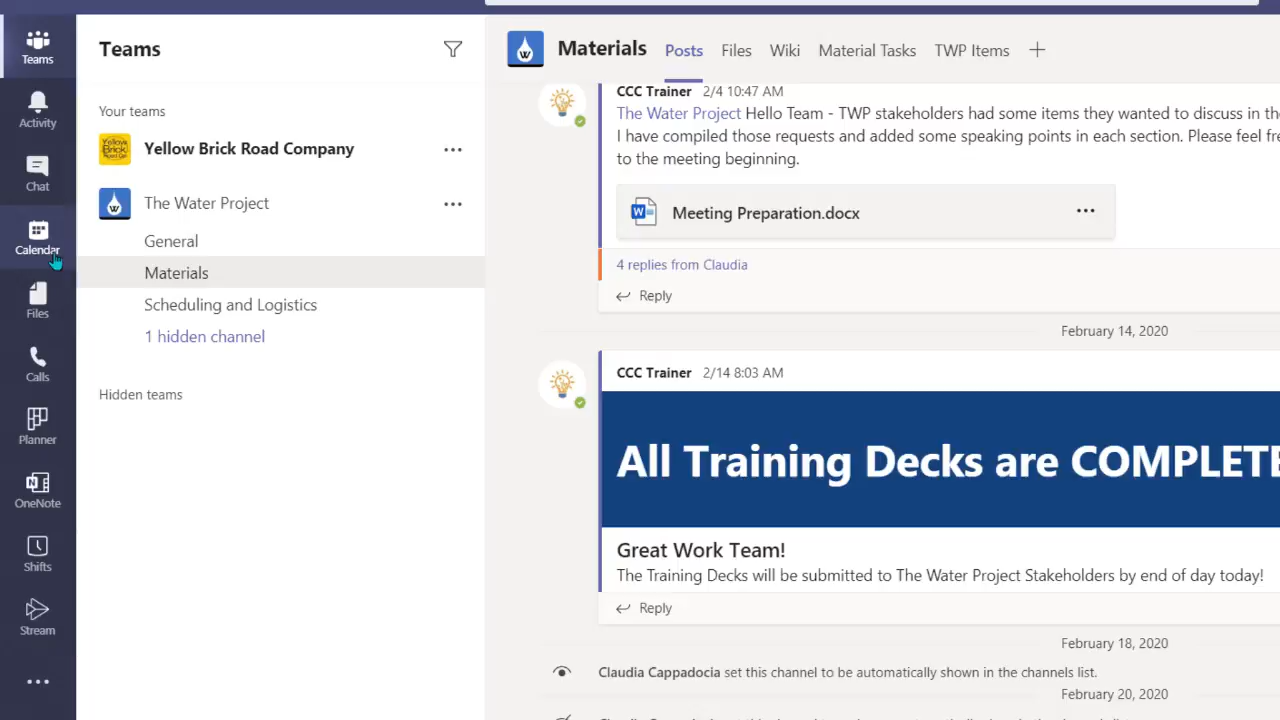 Teams
Activity
Chat
Calendar
Files
Calls
Planner
OneNote
Shifts
Stream
Teams
Your teams
Yellow Brick Road Company
The Water Project
General
Materials
Scheduling and Logistics
1 hidden channel
Hidden teams
Materials Posts Files Wiki Material Tasks TWP Items
CCC Trainer 2/4 10:47 AM
The Water Project Hello Team - TWP stakeholders had some items they wanted to discuss in the
I have compiled those requests and added some speaking points in each section. Please feel fre
to the meeting beginning.
Meeting Preparation.docx
4 replies from Claudia
Reply
February 14, 2020
CCC Trainer 2/14 8:03 AM
All Training Decks are COMPLETE
Great Work Team!
The Training Decks will be submitted to The Water Project Stakeholders by end of day today!
Reply
February 18, 2020
Claudia Cappadocia set this channel to be automatically shown in the channels list.
February 20, 2020